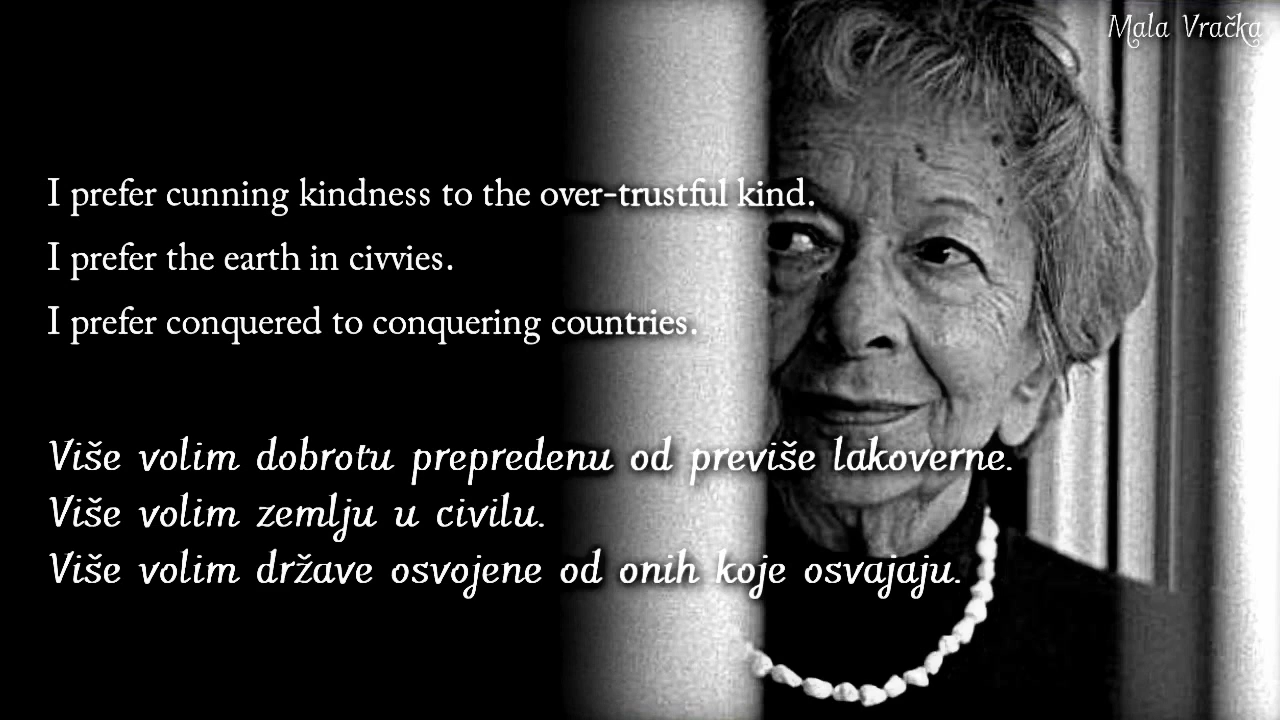 Mala Vračka
I prefer cunning kindness to the over-trustful kind.
I prefer the earth in civvies.
I prefer conquered to conquering countries.
Više volim dobrotu prepredenu od previše lakoverne.
Više volim zemlju u civilu.
Više volim države osvojene od onih koje osvajaju.